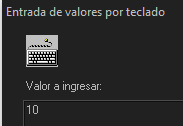 Entrada de valores por teclado
Valor a ingresar:
10